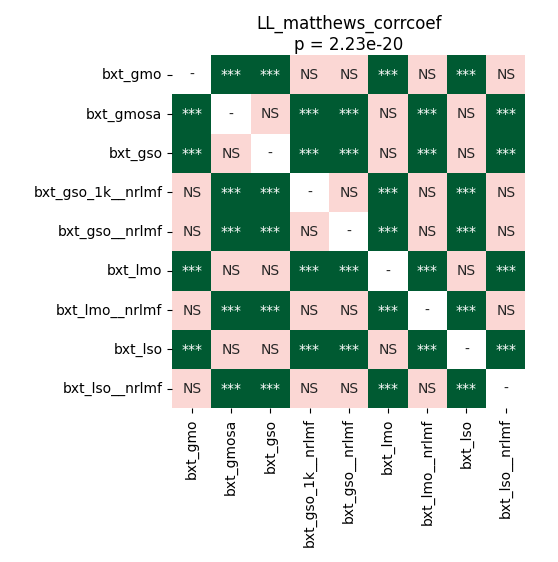 LL_matthews_corrcoef
p = 2.23e-20
bxt_gmo - *** *** NS NS *** NS *** NS
bxt_gmosa *** - NS *** *** NS *** NS ***
bxt_gso *** NS - *** *** NS *** NS ***
bxt_gso_1k__nrlmf NS *** *** - NS *** NS *** NS
bxt_gso__nrlmf NS *** *** NS - *** NS *** NS
bxt_lmo *** NS NS *** *** - *** NS ***
bxt_lmo__nrlmf NS *** *** NS NS *** - *** NS
bxt_lso *** NS NS *** *** NS *** - ***
bxt_lso__nrlmf NS *** *** NS NS *** NS *** -
bxt_gmo
bxt_gmosa
bxt_gso
bxt_gso_1k__nrlmf
bxt_gso__nrlmf
bxt_lmo
bxt_lmo__nrlmf
bxt_lso
bxt_lso__nrlmf